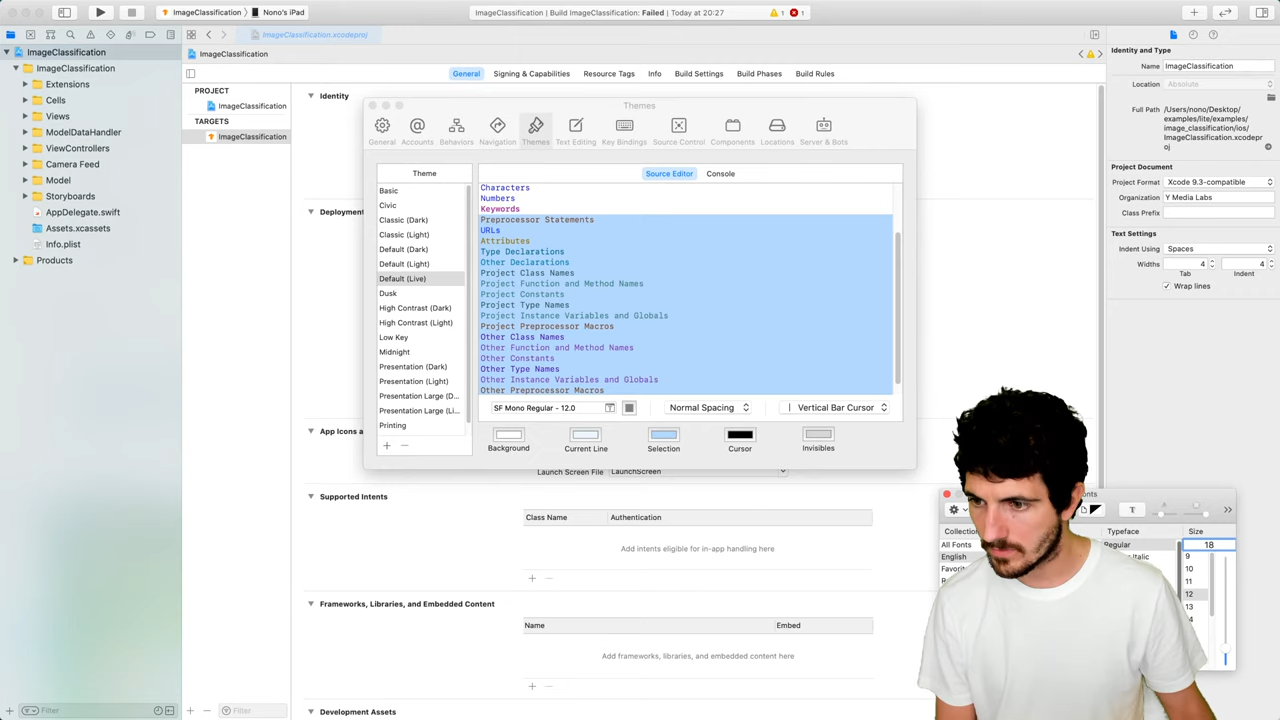 ImageClassification 〉 Nono's iPad
ImageClassification | Build ImageClassification: Failed | Today at 20:27
1
1
ImageClassification
ImageClassification
Extensions
Cells
Views
ModelDataHandler
ViewControllers
Camera Feed
Model
Storyboards
AppDelegate.swift
Assets.xcassets
Info.plist
Products
Filter
ImageClassification.xcodeproj
ImageClassification
General
Signing & Capabilities
Resource Tags
Info
Build Settings
Build Phases
Build Rules
PROJECT
ImageClassification
TARGETS
ImageClassification
Filter
Identity
Deployment
App Icons a
Launch Screen File
LaunchScreen
Supported Intents
Class Name
Authentication
Add intents eligible for in-app handling here
Frameworks, Libraries, and Embedded Content
Name
Embed
Add frameworks, libraries, and embedded content here
Development Assets
Themes
General
Accounts
Behaviors
Navigation
Themes
Text Editing
Key Bindings
Source Control
Components
Locations
Server & Bots
Theme
Basic
Civic
Classic (Dark)
Classic (Light)
Default (Dark)
Default (Light)
Default (Live)
Dusk
High Contrast (Dark)
High Contrast (Light)
Low Key
Midnight
Presentation (Dark)
Presentation (Light)
Presentation Large (D...
Presentation Large (Li...
Printing
Source Editor
Console
Characters
Numbers
Keywords
Preprocessor Statements
URLs
Attributes
Type Declarations
Other Declarations
Project Class Names
Project Function and Method Names
Project Constants
Project Type Names
Project Instance Variables and Globals
Project Preprocessor Macros
Other Class Names
Other Function and Method Names
Other Constants
Other Type Names
Other Instance Variables and Globals
Other Preprocessor Macros
SF Mono Regular - 12.0
Normal Spacing
Vertical Bar Cursor
Background
Current Line
Selection
Cursor
Invisibles
Identity and Type
Name ImageClassification
Location Absolute
Full Path /Users/nono/Desktop/
examples/lite/examples/
image_classification/ios/
ImageClassification.xcodepr
oj
Project Document
Project Format Xcode 9.3-compatible
Organization Y Media Labs
Class Prefix
Text Settings
Indent Using Spaces
Widths 4 4
Tab Indent
Wrap lines
Collection
Typeface
Size
All Fonts
Regular
18
English
9
10
11
12
13